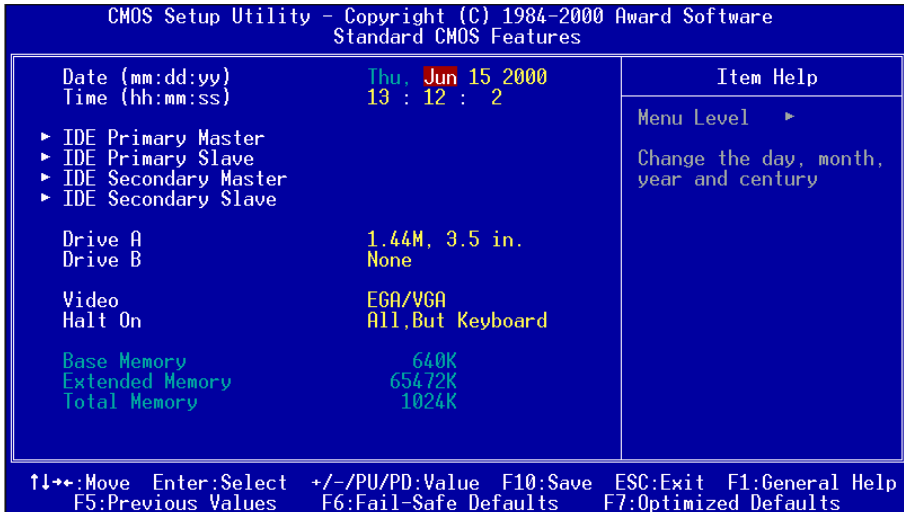 CMOS Setup Utility - Copyright (C) 1984-2000 Award Software
Standard CMOS Features
Date (mm:dd:yy) Thu, Jun 15 2000
Time (hh:mm:ss) 13 : 12 : 2
► IDE Primary Master
► IDE Primary Slave
► IDE Secondary Master
► IDE Secondary Slave
Drive A 1.44M, 3.5 in.
Drive B None
Video EGA/VGA
Halt On All,But Keyboard
Base Memory 640K
Extended Memory 65472K
Total Memory 1024K
Item Help
Menu Level ►
Change the day, month,
year and century
↑↓→←:Move Enter:Select +/-/PU/PD:Value F10:Save ESC:Exit F1:General Help
F5:Previous Values F6:Fail-Safe Defaults F7:Optimized Defaults